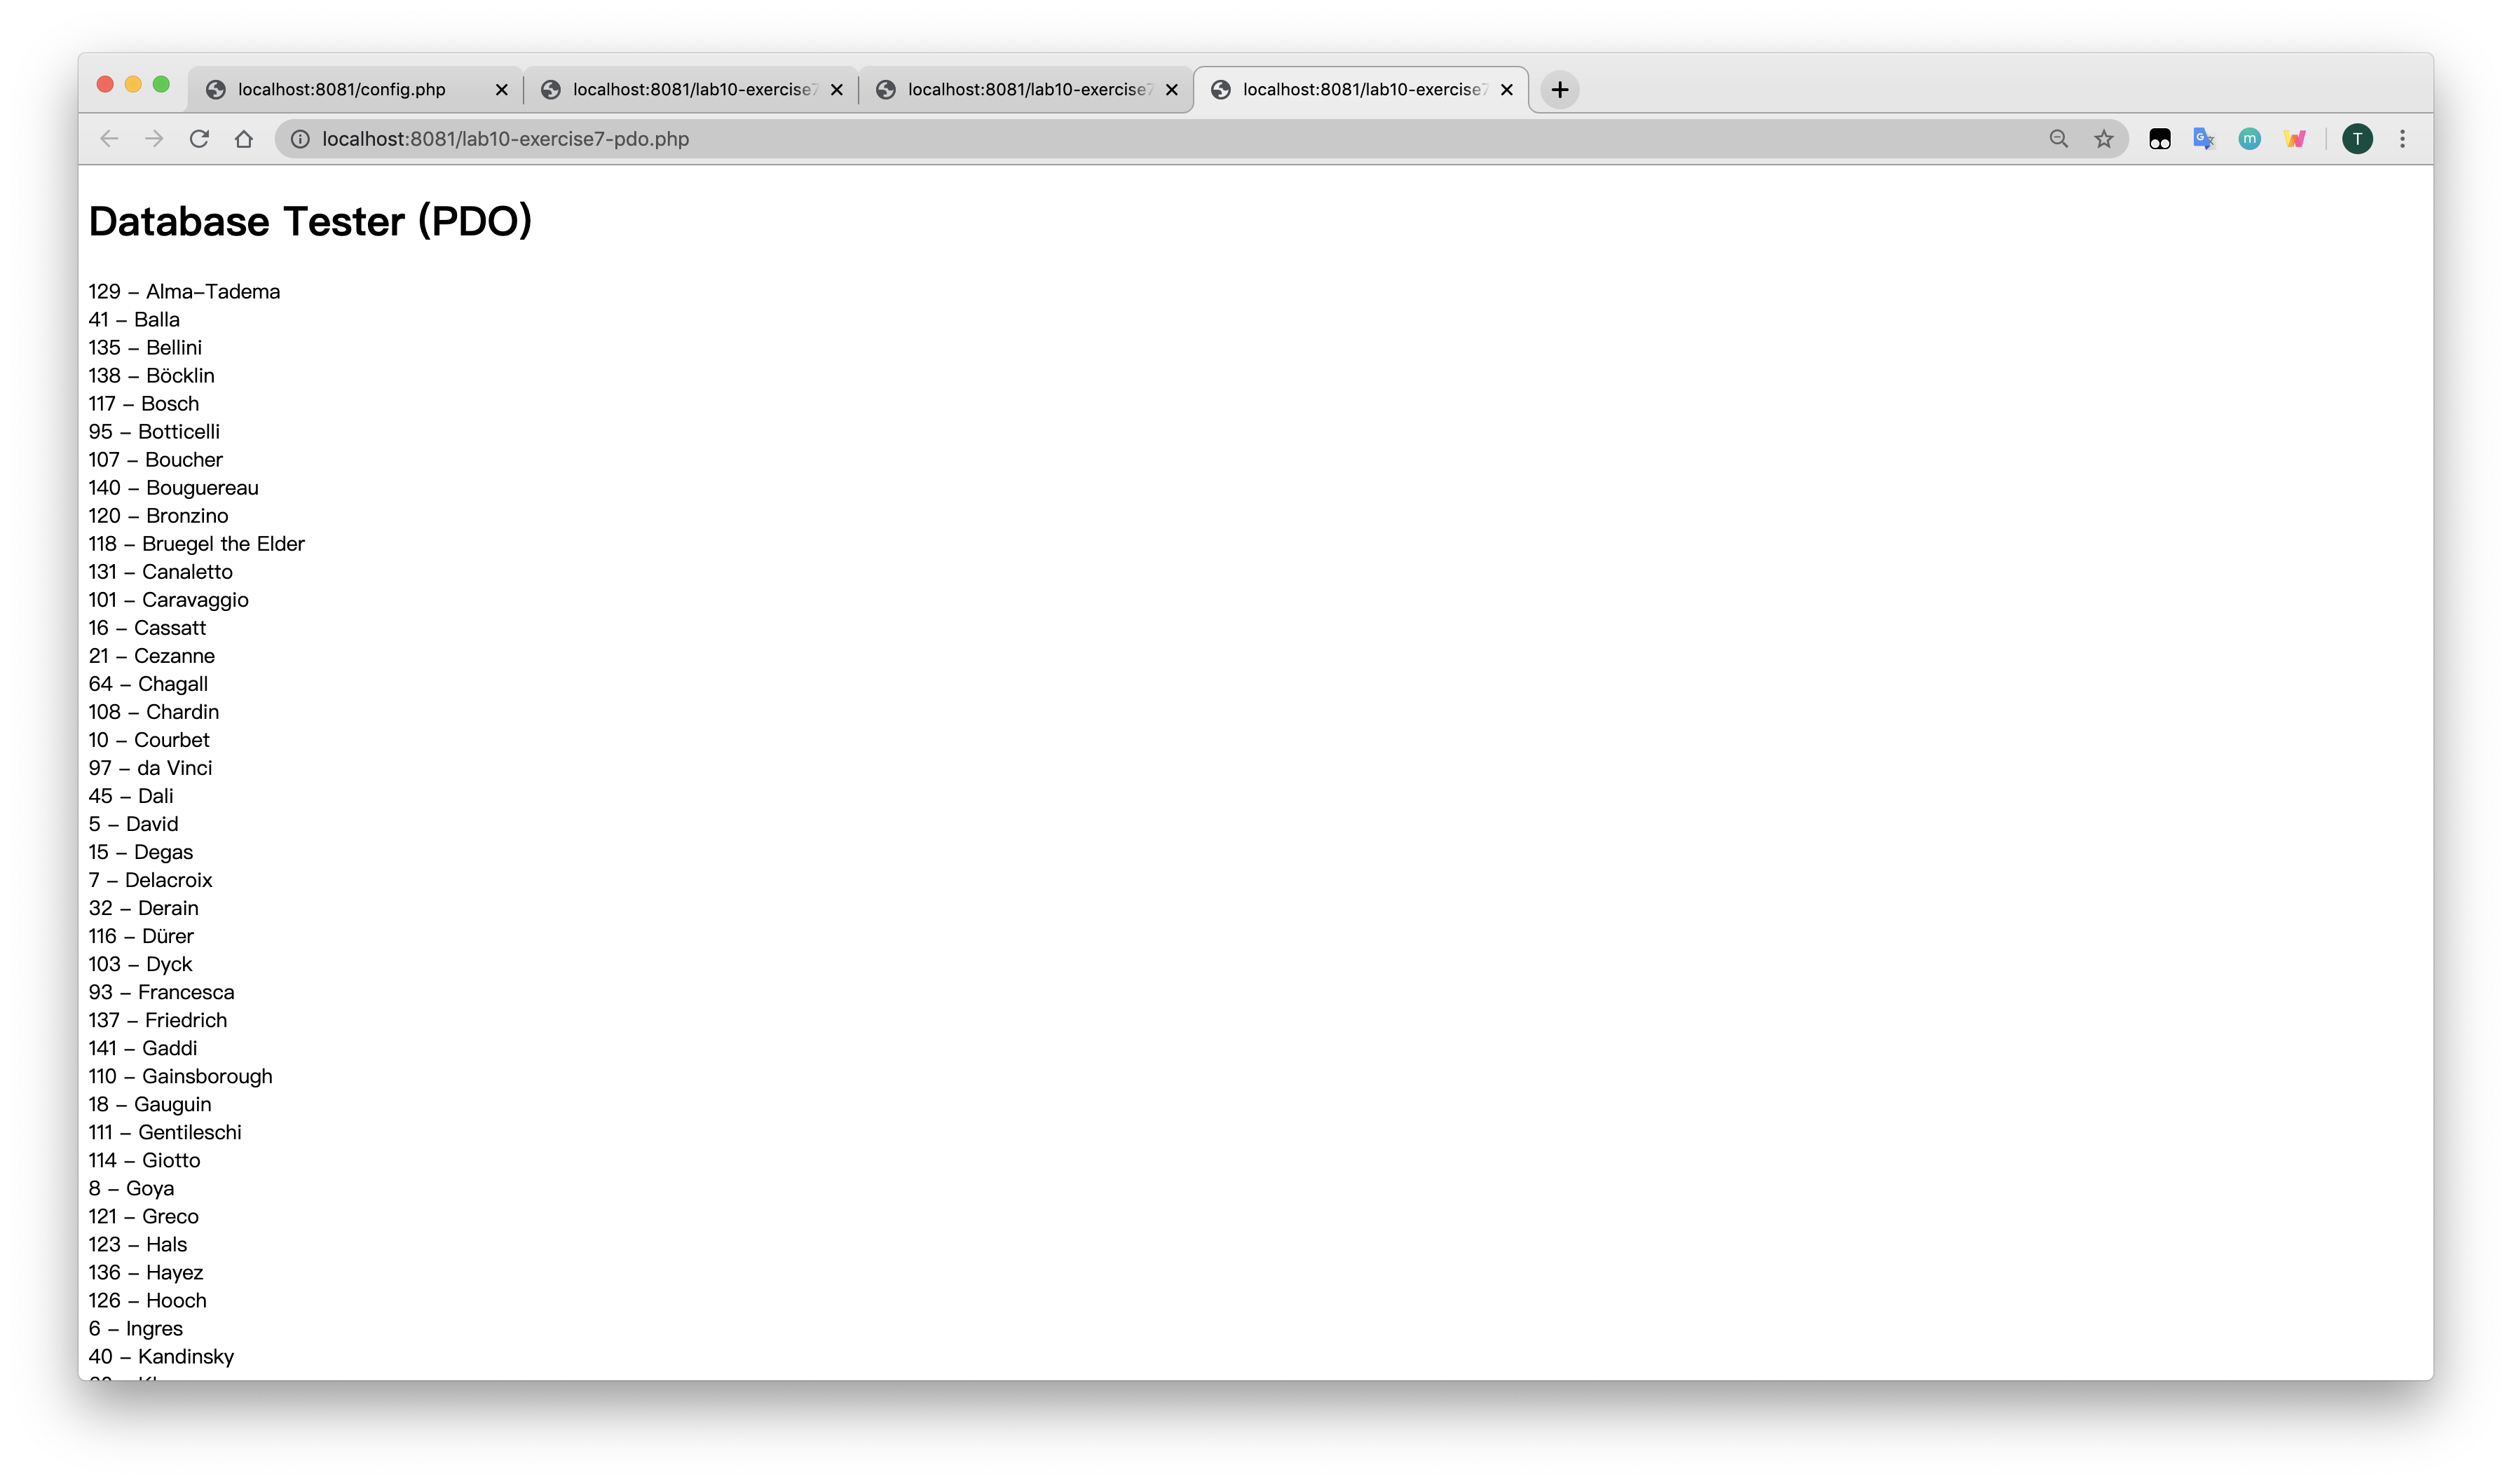 localhost:8081/config.php
localhost:8081/lab10-exercise7
localhost:8081/lab10-exercise7
localhost:8081/lab10-exercise7
localhost:8081/lab10-exercise7-pdo.php
m
T
Database Tester (PDO)
129 – Alma–Tadema
41 – Balla
135 – Bellini
138 – Böcklin
117 – Bosch
95 – Botticelli
107 – Boucher
140 – Bouguereau
120 – Bronzino
118 – Bruegel the Elder
131 – Canaletto
101 – Caravaggio
16 – Cassatt
21 – Cezanne
64 – Chagall
108 – Chardin
10 – Courbet
97 – da Vinci
45 – Dali
5 – David
15 – Degas
7 – Delacroix
32 – Derain
116 – Dürer
103 – Dyck
93 – Francesca
137 – Friedrich
141 – Gaddi
110 – Gainsborough
18 – Gauguin
111 – Gentileschi
114 – Giotto
8 – Goya
121 – Greco
123 – Hals
136 – Hayez
126 – Hooch
6 – Ingres
40 – Kandinsky